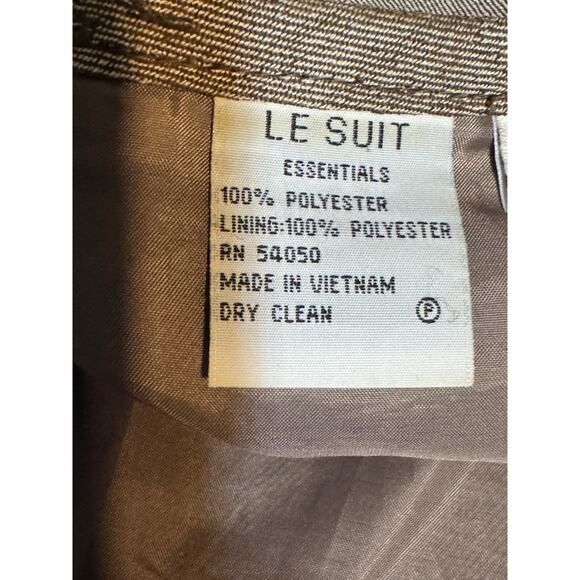 LE SUIT
ESSENTIALS
100% POLYESTER
LINING:100% POLYESTER
RN 54050
MADE IN VIETNAM
DRY CLEAN Ⓟ